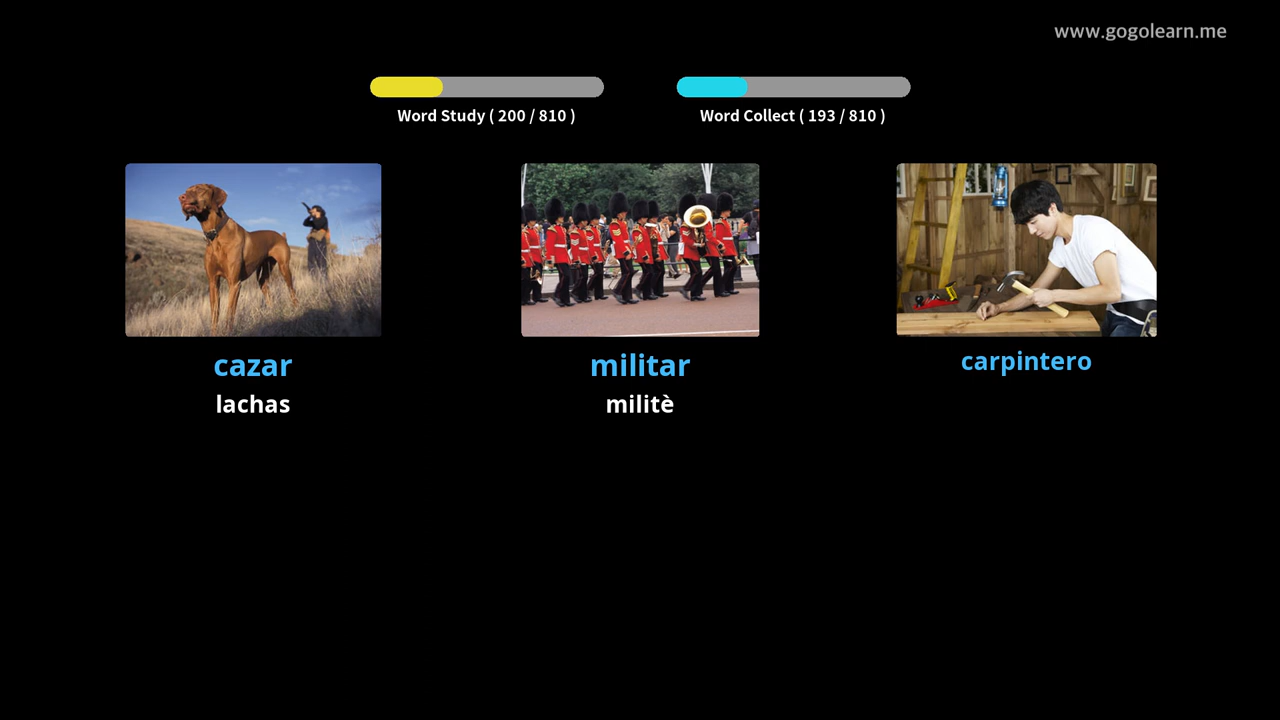 www.gogolearn.me
Word Study ( 200 / 810 )
Word Collect ( 193 / 810 )
cazar
lachas
militar
militè
carpintero